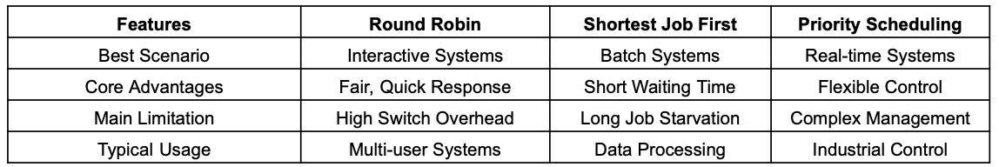 Features Round Robin Shortest Job First Priority Scheduling
Best Scenario Interactive Systems Batch Systems Real-time Systems
Core Advantages Fair, Quick Response Short Waiting Time Flexible Control
Main Limitation High Switch Overhead Long Job Starvation Complex Management
Typical Usage Multi-user Systems Data Processing Industrial Control